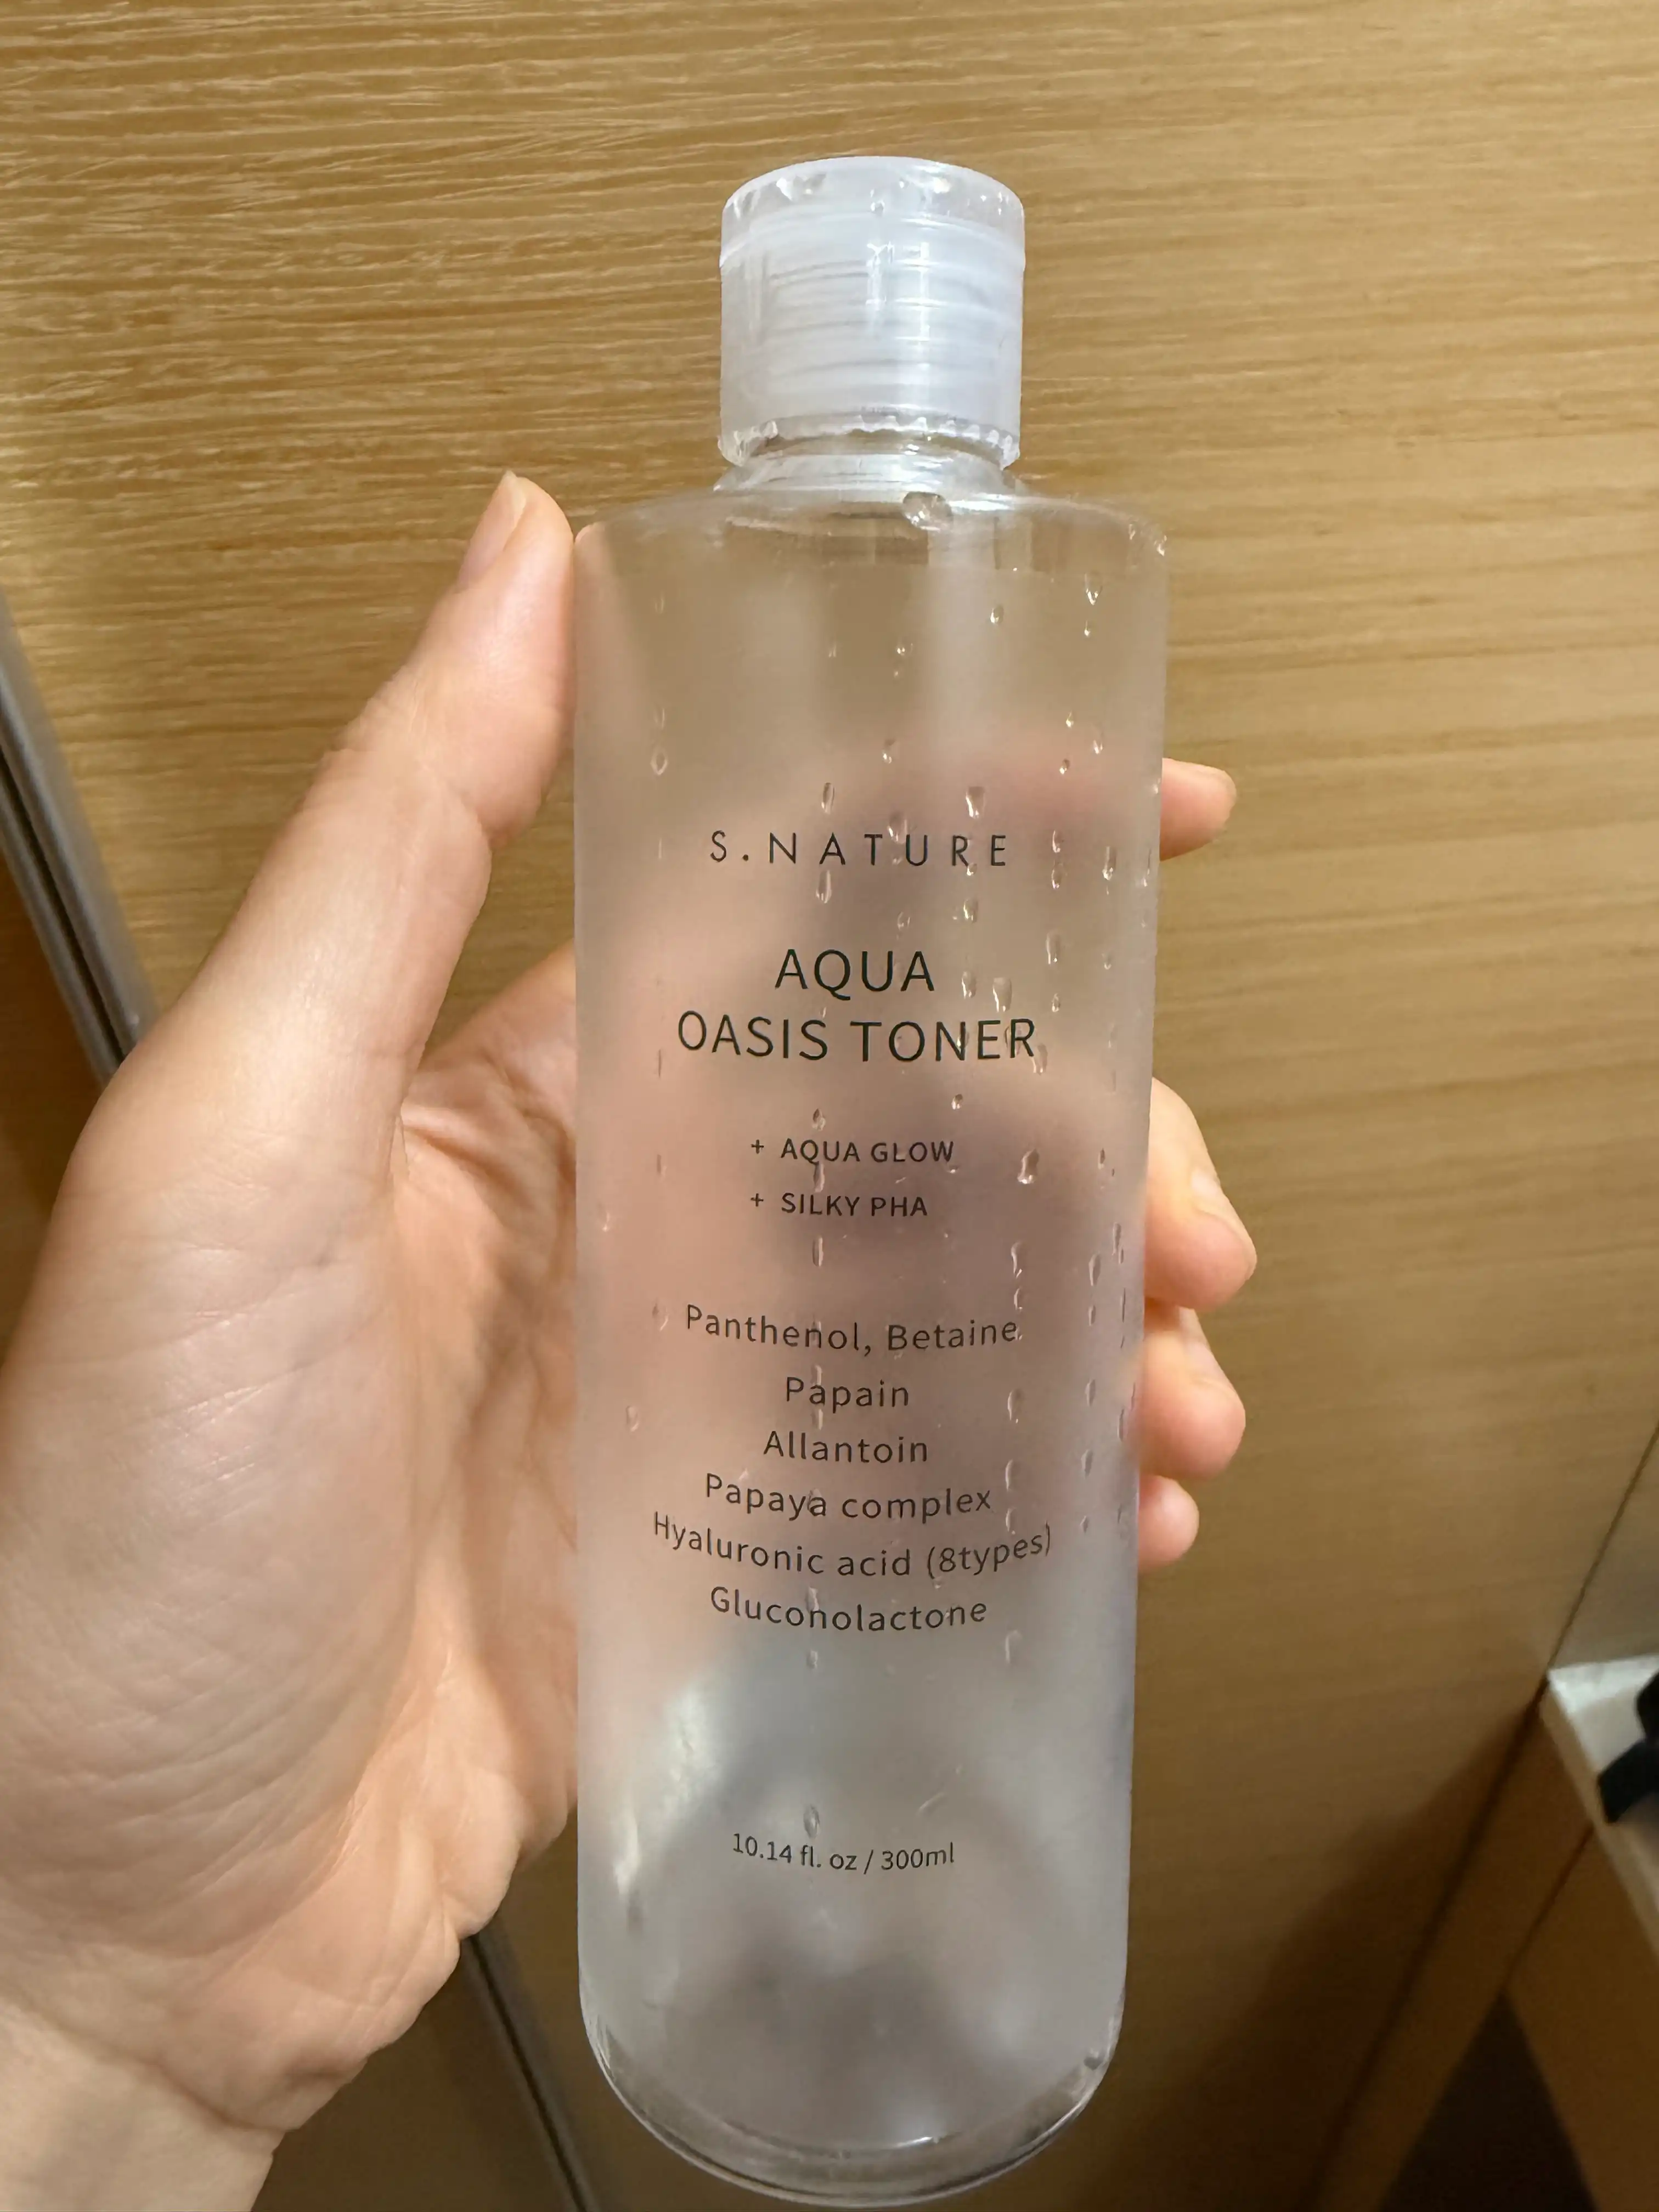 S.NATURE
AQUA
OASIS TONER
+ AQUA GLOW
+ SILKY PHA
Panthenol, Betaine
Papain
Allantoin
Papaya complex
Hyaluronic acid (8types)
Gluconolactone
10.14 fl. oz / 300ml